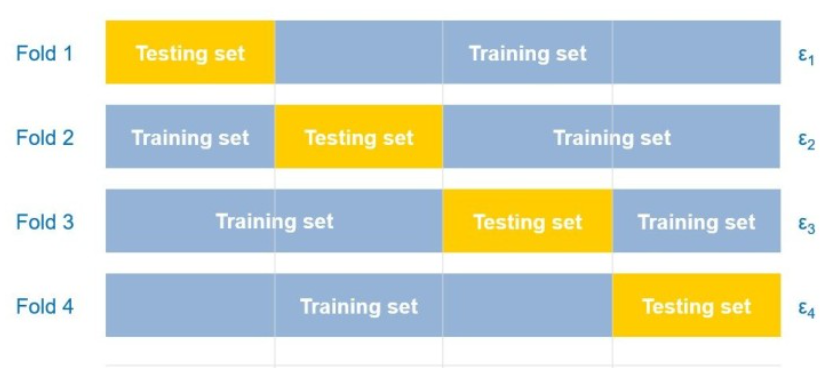 Fold 1 Testing set Training set ε1
Fold 2 Training set Testing set Training set ε2
Fold 3 Training set Testing set Training set ε3
Fold 4 Training set Testing set ε4